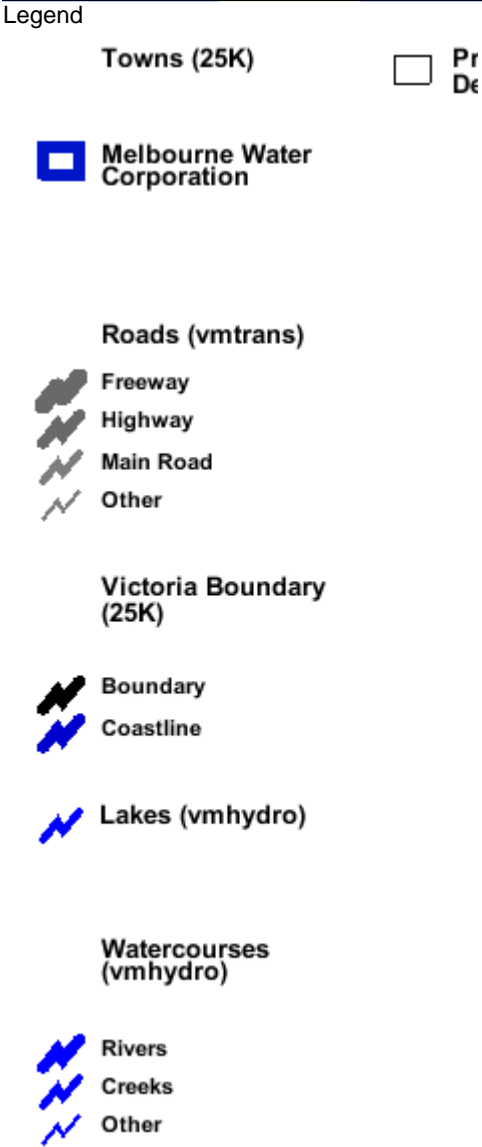 Legend
Towns (25K)
Melbourne Water
Corporation
Roads (vmtrans)
Freeway
Highway
Main Road
Other
Victoria Boundary
(25K)
Boundary
Coastline
Lakes (vmhydro)
Watercourses
(vmhydro)
Rivers
Creeks
Other